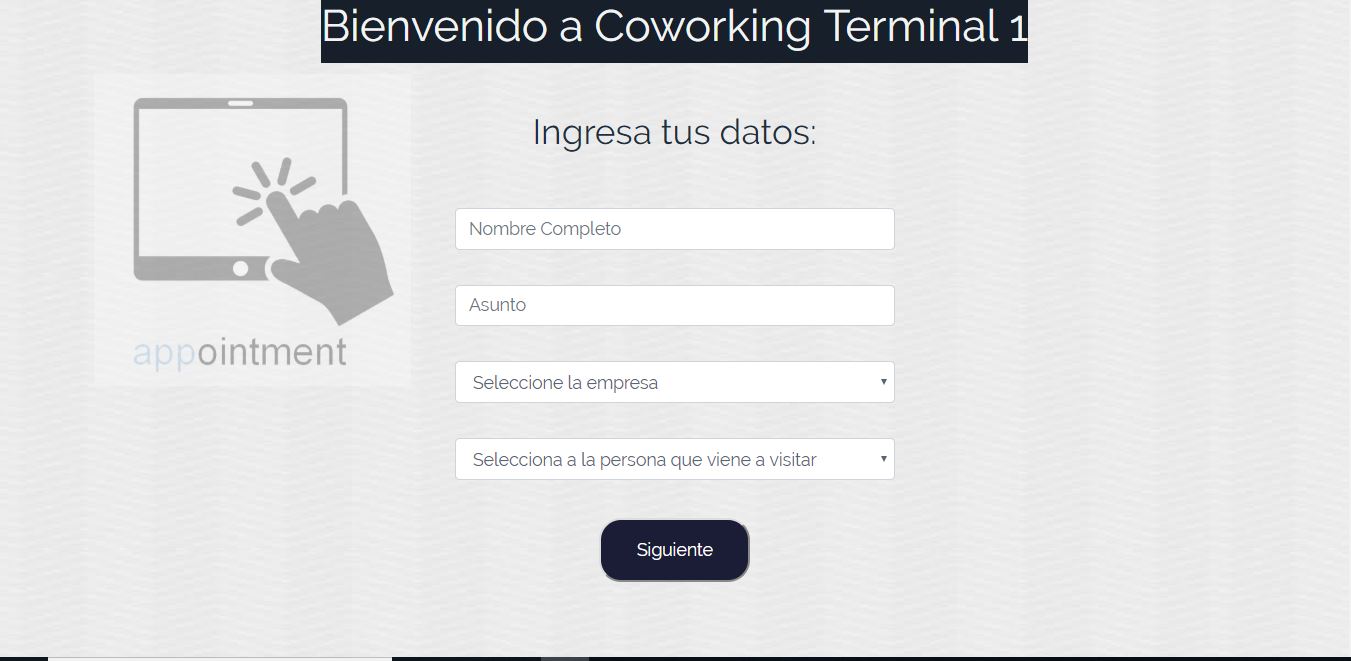 Bienvenido a Coworking Terminal 1
Ingresa tus datos:
Nombre Completo
Asunto
Seleccione la empresa
Selecciona a la persona que viene a visitar
Siguiente
appointment